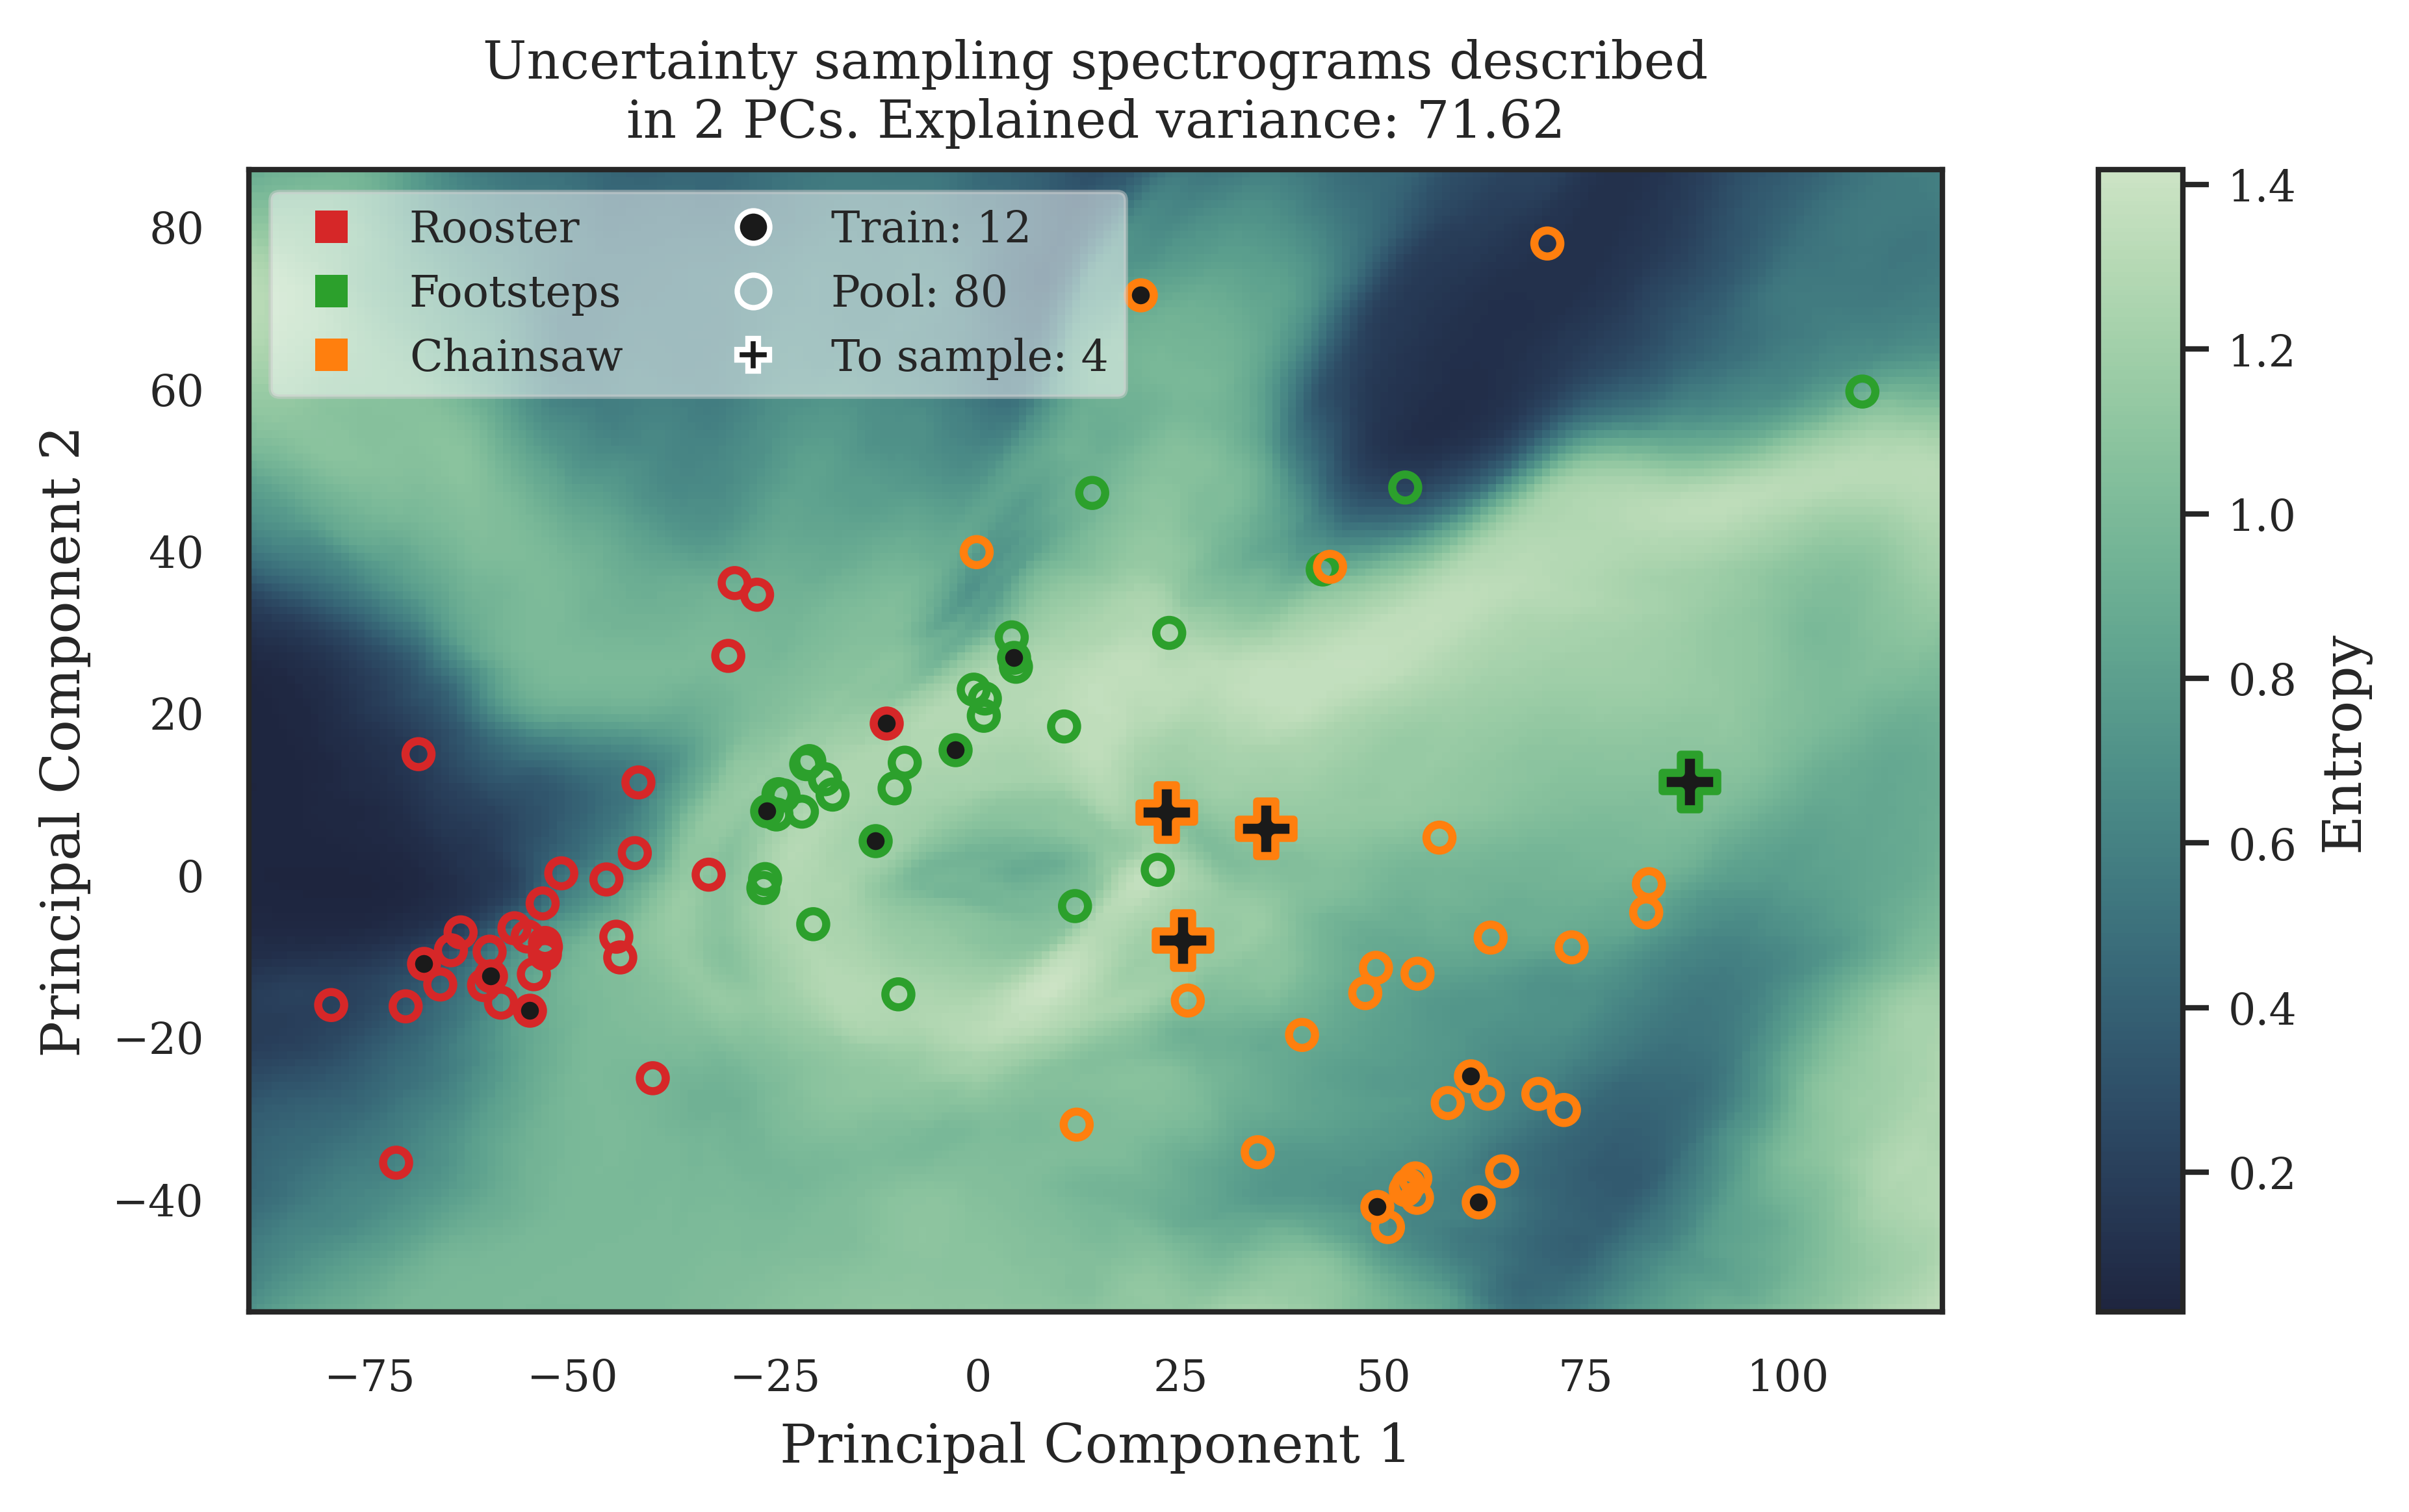 Uncertainty sampling spectrograms described
in 2 PCs. Explained variance: 71.62
Rooster
Footsteps
Chainsaw
Train: 12
Pool: 80
To sample: 4
Principal Component 2
80
60
40
20
0
−20
−40
−75
−50
−25
0
25
50
75
100
Principal Component 1
1.4
1.2
1.0
0.8
0.6
0.4
0.2
Entropy